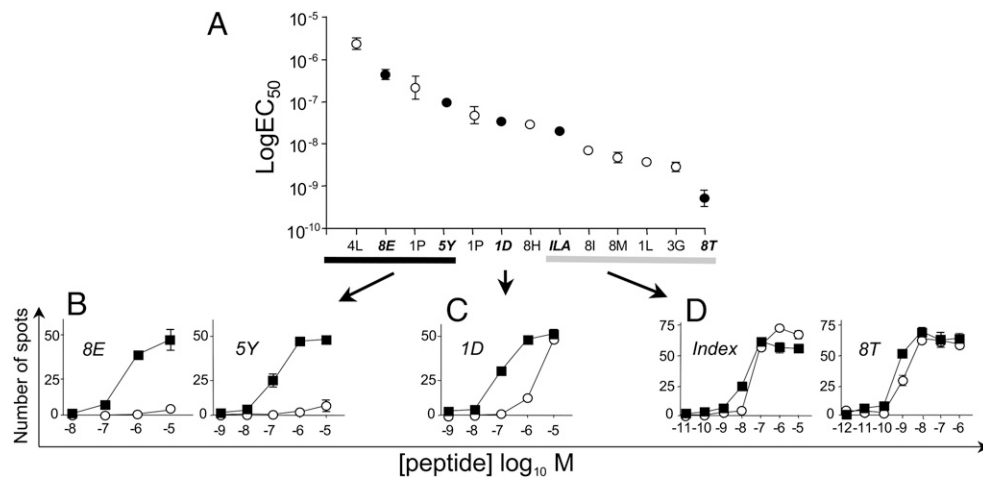 A
LogEC50
10-5
10-6
10-7
10-8
10-9
10-10
4L 8E 1P 5Y 1P 1D 8H ILA 8I 8M 1L 3G 8T
B
C
D
Number of spots
8E
50
25
0
-8 -7 -6 -5
5Y
50
25
0
-9 -8 -7 -6 -5
1D
50
25
0
-9 -8 -7 -6 -5
Index
75
50
25
0
-11 -10 -9 -8 -7 -6 -5
8T
75
50
25
0
-12 -11 -10 -9 -8 -7 -6
[peptide] log10 M